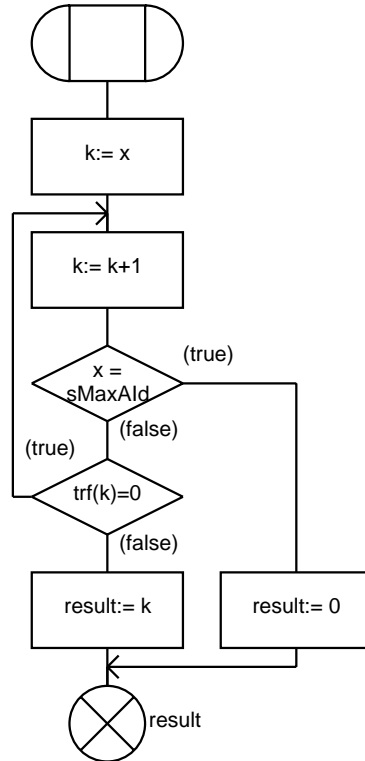 k:= x
k:= k+1
x =
sMaxAId
(true)
(false)
(true)
trf(k)=0
(false)
result:= k
result:= 0
result